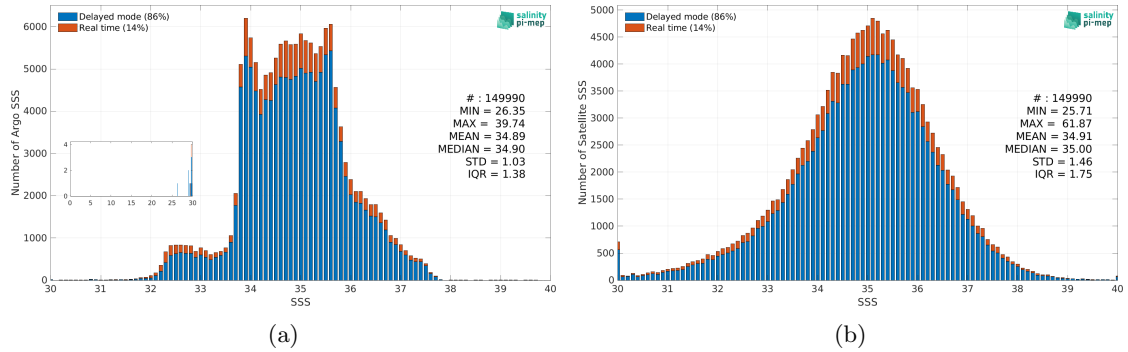 Delayed mode (86%)
Real time (14%)
salinity
pi-mep
6000
5000
4000
3000
2000
1000
0
Number of Argo SSS
# : 149990
MIN = 26.35
MAX = 39.74
MEAN = 34.89
MEDIAN = 34.90
STD = 1.03
IQR = 1.38
4
2
0
0 5 10 15 20 25 30
30 31 32 33 34 35 36 37 38 39 40
SSS
(a)
Delayed mode (86%)
Real time (14%)
salinity
pi-mep
5000
4500
4000
3500
3000
2500
2000
1500
1000
500
0
Number of Satellite SSS
# : 149990
MIN = 25.71
MAX = 61.87
MEAN = 34.91
MEDIAN = 35.00
STD = 1.46
IQR = 1.75
30 31 32 33 34 35 36 37 38 39 40
SSS
(b)